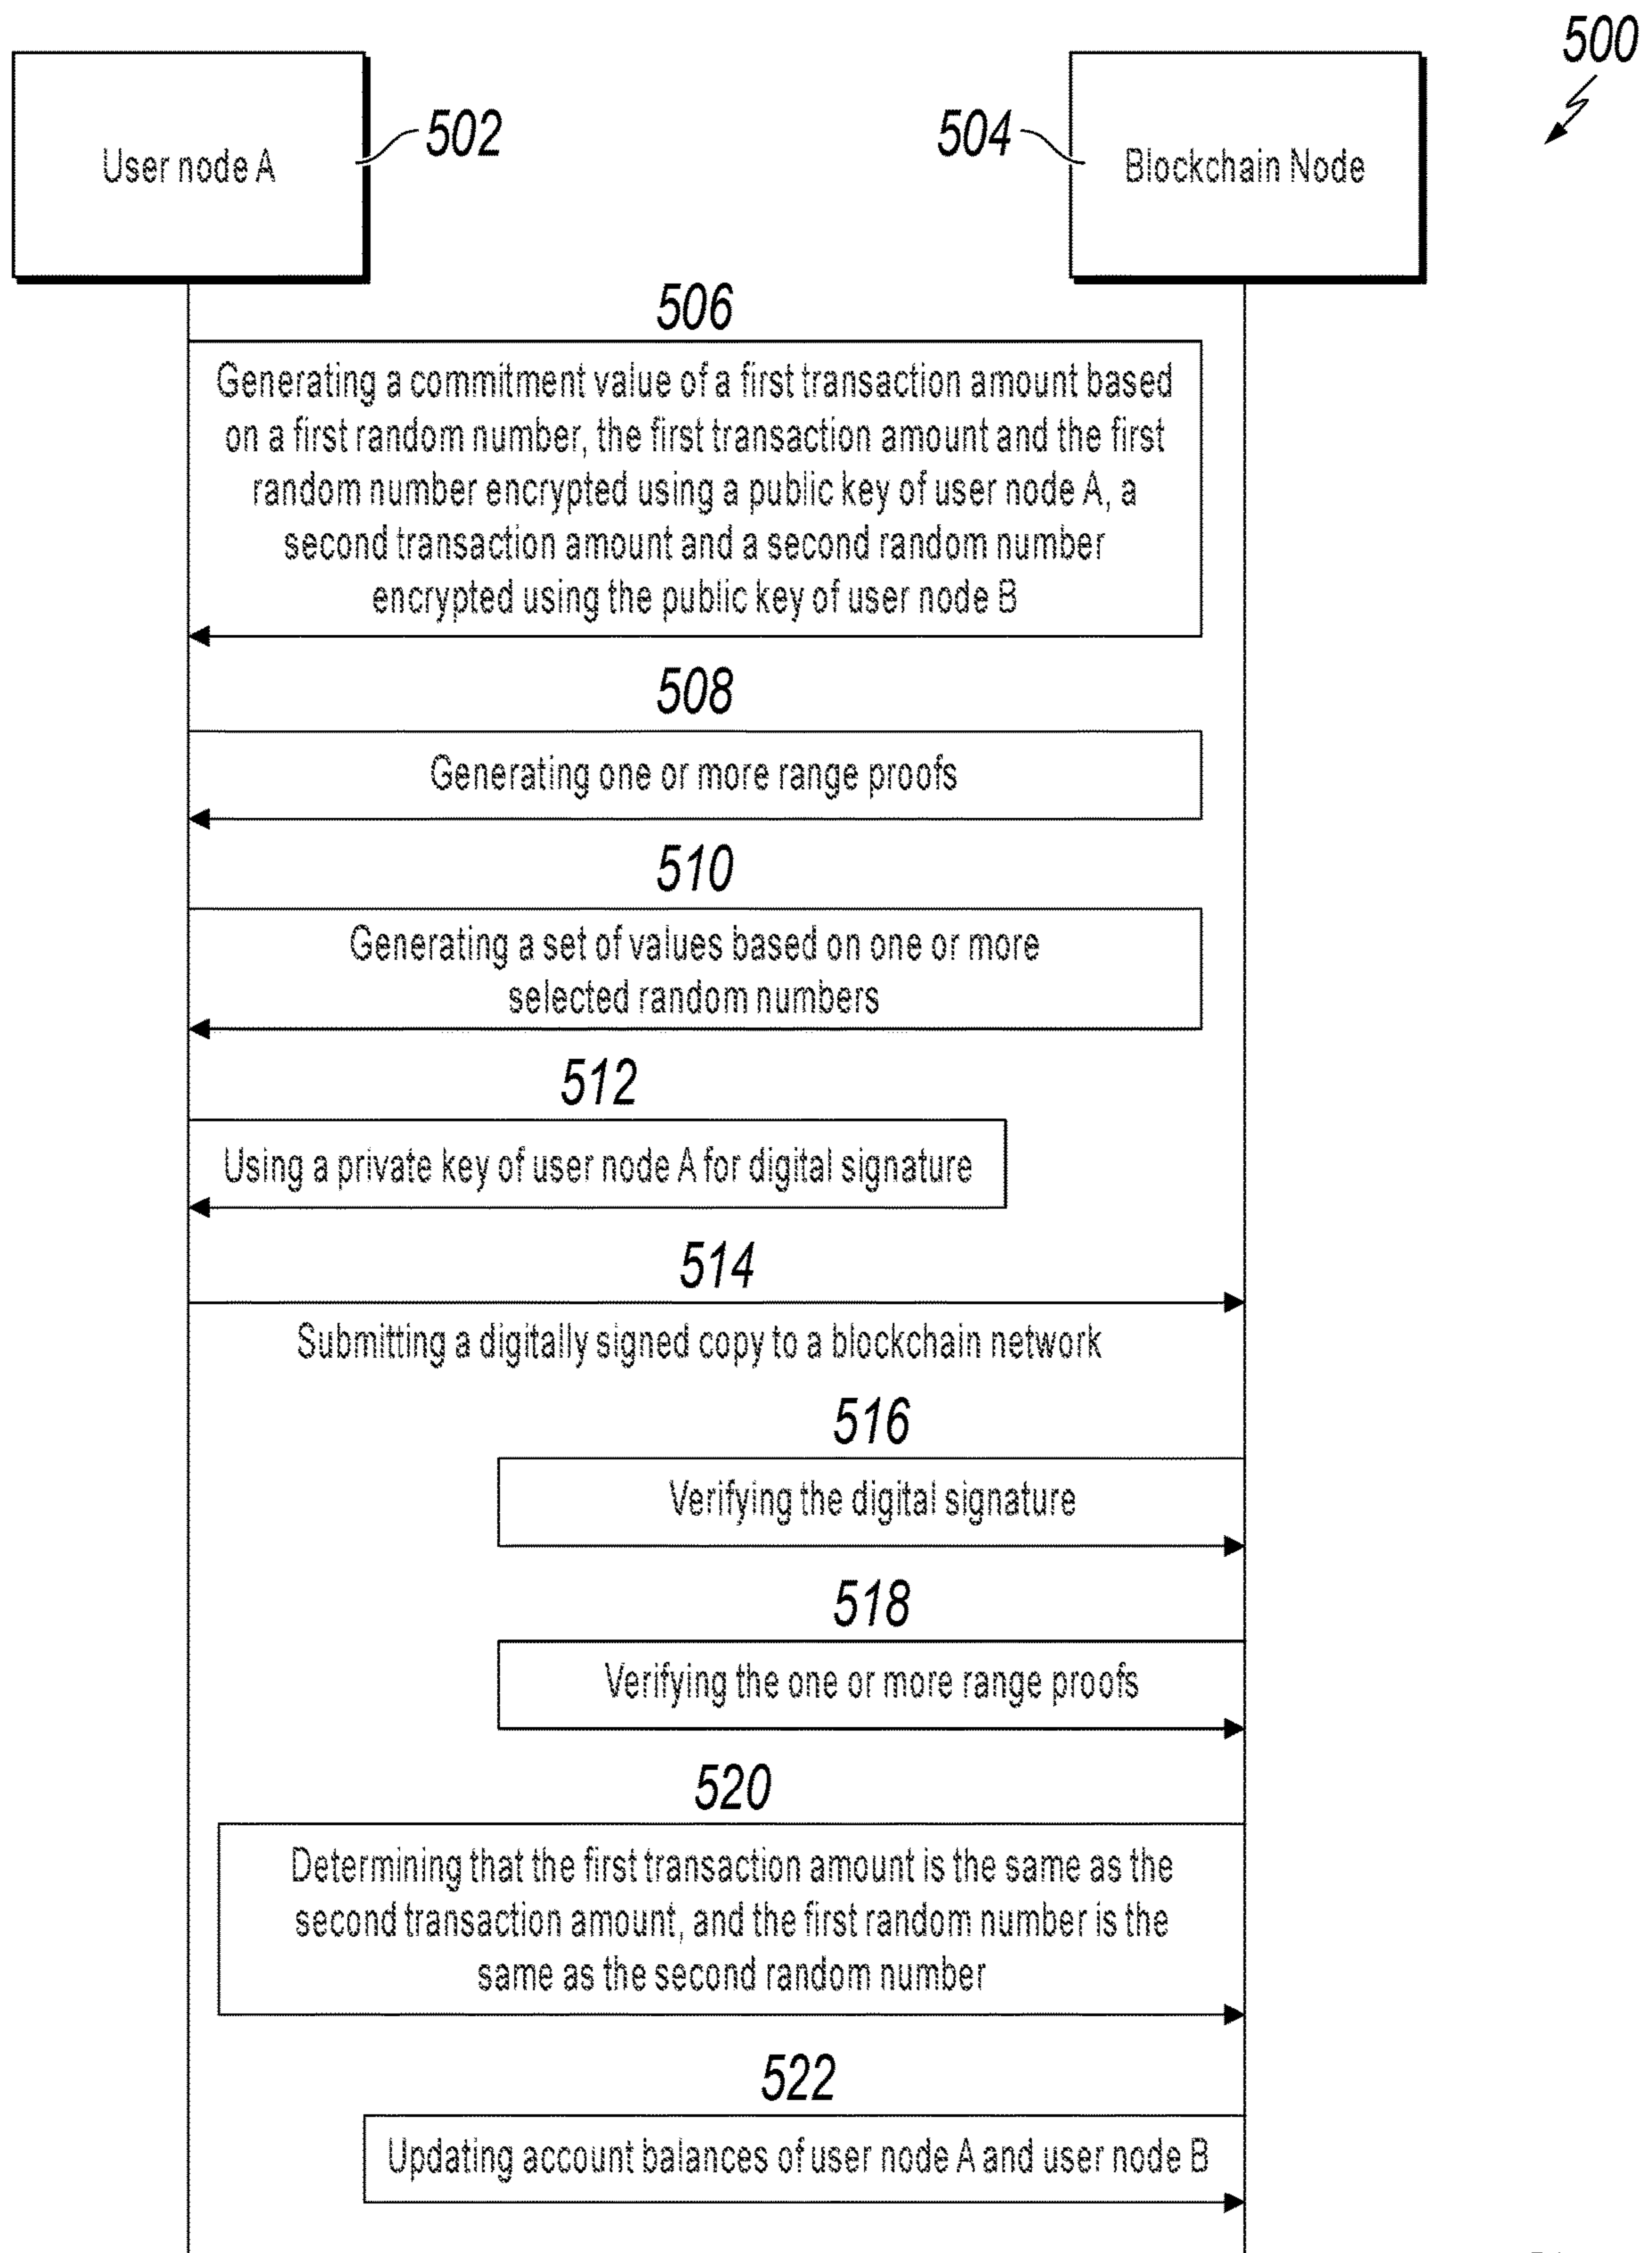 500
User node A
502
504
Blockchain Node
506
Generating a commitment value of a first transaction amount based
on a first random number, the first transaction amount and the first
random number encrypted using a public key of user node A, a
second transaction amount and a second random number
encrypted using the public key of user node B
508
Generating one or more range proofs
510
Generating a set of values based on one or more
selected random numbers
512
Using a private key of user node A for digital signature
514
Submitting a digitally signed copy to a blockchain network
516
Verifying the digital signature
518
Verifying the one or more range proofs
520
Determining that the first transaction amount is the same as the
second transaction amount, and the first random number is the
same as the second random number
522
Updating account balances of user node A and user node B